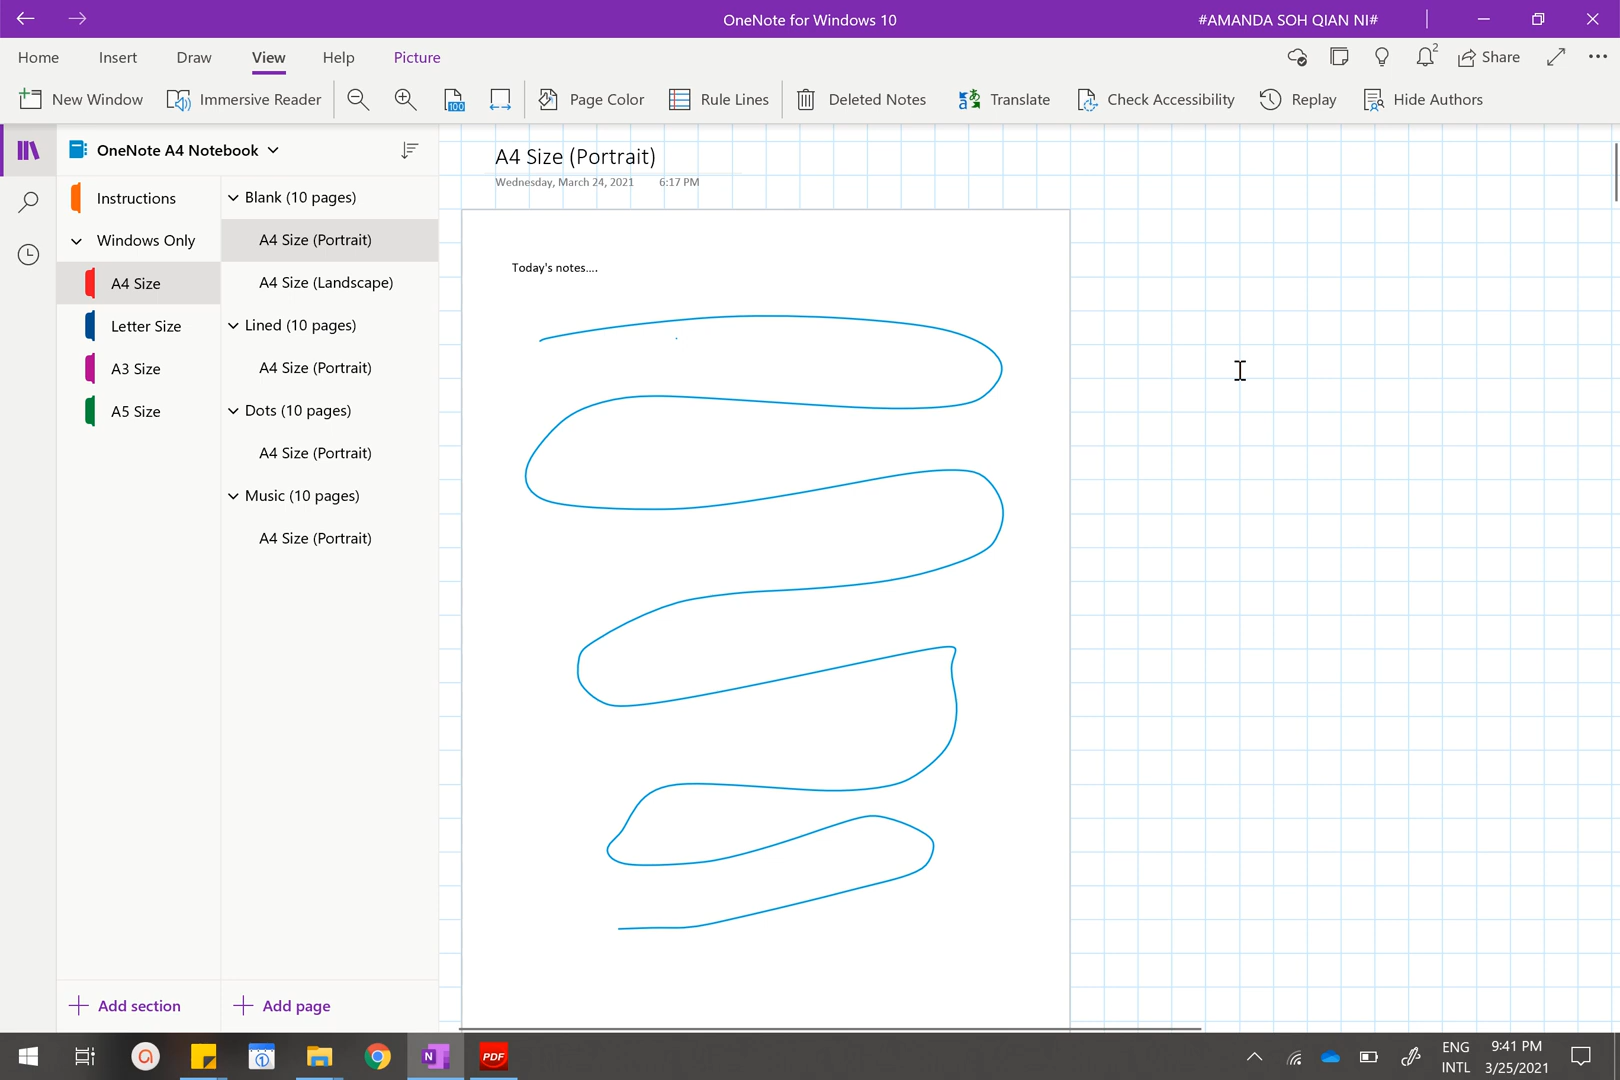 OneNote for Windows 10
#AMANDA SOH QIAN NI#
Home Insert Draw View Help Picture
2
Share
New Window Immersive Reader 100 Page Color Rule Lines Deleted Notes Translate Check Accessibility Replay Hide Authors
OneNote A4 Notebook
Instructions
Windows Only
A4 Size
Letter Size
A3 Size
A5 Size
Blank (10 pages)
A4 Size (Portrait)
A4 Size (Landscape)
Lined (10 pages)
A4 Size (Portrait)
Dots (10 pages)
A4 Size (Portrait)
Music (10 pages)
A4 Size (Portrait)
Add section
Add page
A4 Size (Portrait)
Wednesday, March 24, 2021 6:17 PM
Today's notes....
N
PDF
ENG
INTL
9:41 PM
3/25/2021